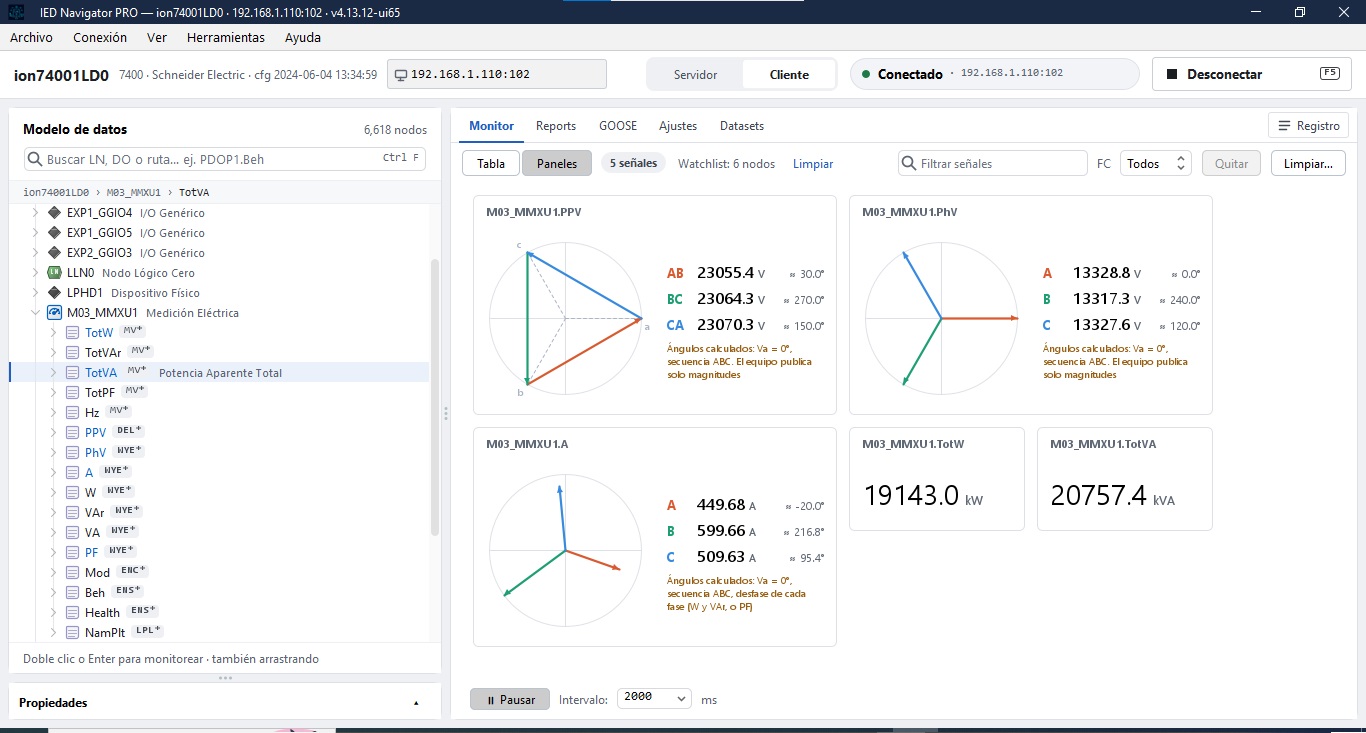 IED Navigator PRO — ion74001LD0 · 192.168.1.110:102 · v4.13.12-ui65
Archivo Conexión Ver Herramientas Ayuda
ion74001LD0 7400 · Schneider Electric · cfg 2024-06-04 13:34:59 192.168.1.110:102 Servidor Cliente Conectado · 192.168.1.110:102 Desconectar F5
Modelo de datos 6,618 nodos
Buscar LN, DO o ruta... ej. PDOP1.Beh Ctrl F
ion74001LD0 › M03_MMXU1 › TotVA
EXP1_GGIO4 I/O Genérico
EXP1_GGIO5 I/O Genérico
EXP2_GGIO3 I/O Genérico
LN LLN0 Nodo Lógico Cero
LPHD1 Dispositivo Físico
M03_MMXU1 Medición Eléctrica
TotW MV*
TotVAr MV*
TotVA MV* Potencia Aparente Total
TotPF MV*
Hz MV*
PPV DEL*
PhV WYE*
A WYE*
W WYE*
VAr WYE*
VA WYE*
PF WYE*
Mod ENC*
Beh ENS*
Health ENS*
NamPlt LPL*
Doble clic o Enter para monitorear · también arrastrando
Propiedades
Monitor Reports GOOSE Ajustes Datasets Registro
Tabla Paneles 5 señales Watchlist: 6 nodos Limpiar Filtrar señales FC Todos Quitar Limpiar...
M03_MMXU1.PPV
c
a
b
AB 23055.4 V ≈ 30.0°
BC 23064.3 V ≈ 270.0°
CA 23070.3 V ≈ 150.0°
Ángulos calculados: Va = 0°,
secuencia ABC. El equipo publica
solo magnitudes
M03_MMXU1.PhV
A 13328.8 V ≈ 0.0°
B 13317.3 V ≈ 240.0°
C 13327.6 V ≈ 120.0°
Ángulos calculados: Va = 0°,
secuencia ABC. El equipo publica
solo magnitudes
M03_MMXU1.A
A 449.68 A ≈ -20.0°
B 599.66 A ≈ 216.8°
C 509.63 A ≈ 95.4°
Ángulos calculados: Va = 0°,
secuencia ABC, desfase de cada
fase (W y VAr, o PF)
M03_MMXU1.TotW
19143.0 kW
M03_MMXU1.TotVA
20757.4 kVA
Pausar Intervalo: 2000 ms